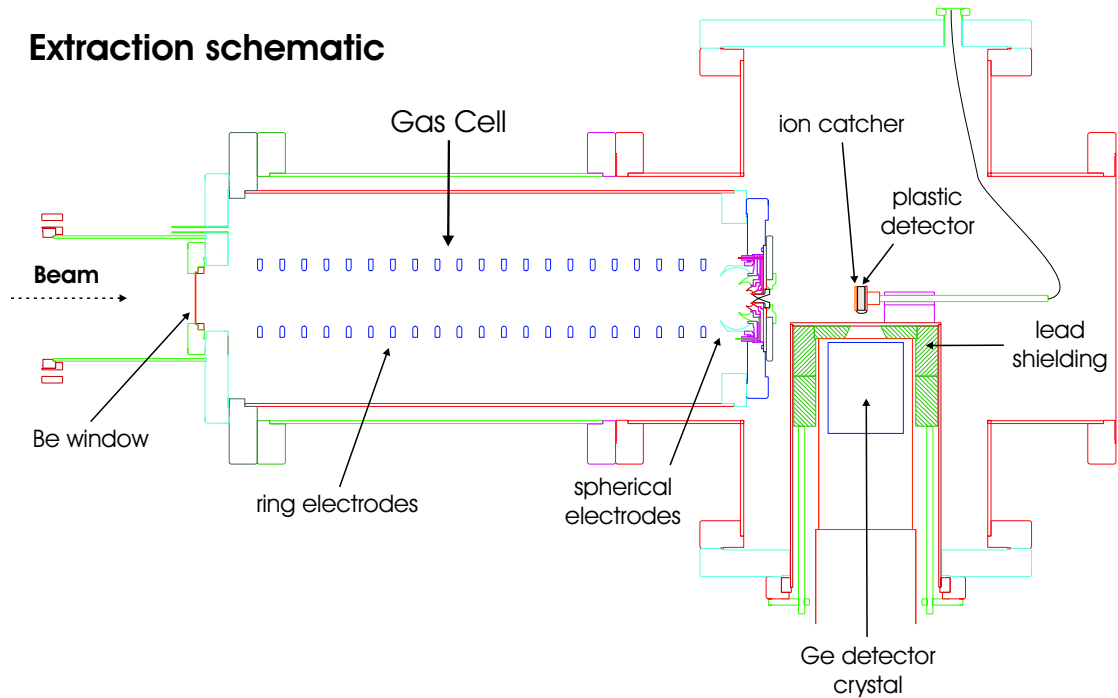 Extraction schematic
Gas Cell
ion catcher
plastic
detector
Beam
lead
shielding
Be window
ring electrodes
spherical
electrodes
Ge detector
crystal